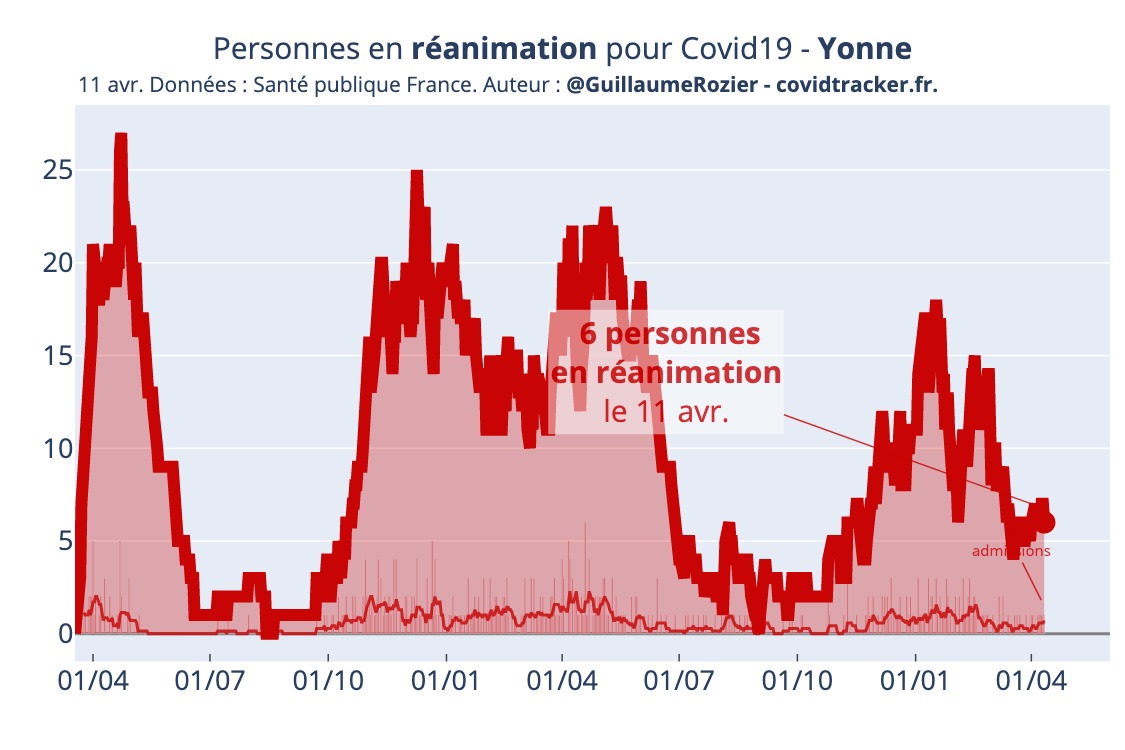 Personnes en réanimation pour Covid19 - Yonne
11 avr. Données : Santé publique France. Auteur : @GuillaumeRozier - covidtracker.fr.
25
20
15
10
5
0
6 personnes
en réanimation
le 11 avr.
admissions
01/04 01/07 01/10 01/01 01/04 01/07 01/10 01/01 01/04